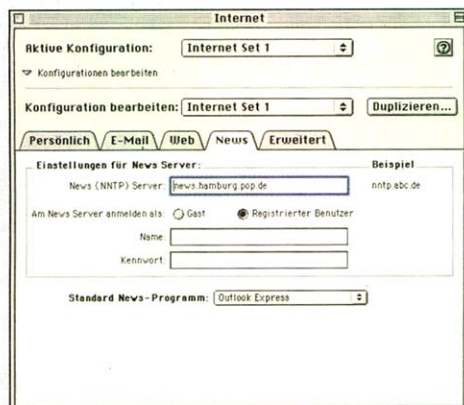 Internet
Aktive Konfiguration: Internet Set 1
?
Konfigurationen bearbeiten
Konfiguration bearbeiten: Internet Set 1 Duplizieren...
Persönlich E-Mail Web News Erweitert
Einstellungen für News Server: Beispiel
News (NNTP) Server: news.hamburg.pop.de nntp.abc.de
Am News Server anmelden als: Gast Registrierter Benutzer
Name:
Kennwort:
Standard News-Programm: Outlook Express